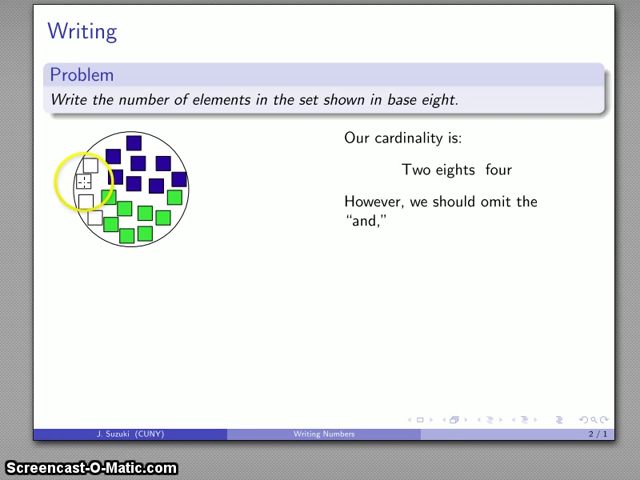 Writing
Problem
Write the number of elements in the set shown in base eight.
Our cardinality is:
Two eights four
However, we should omit the
“and,”
J. Suzuki (CUNY)
Writing Numbers
2 / 1
Screencast-O-Matic.com